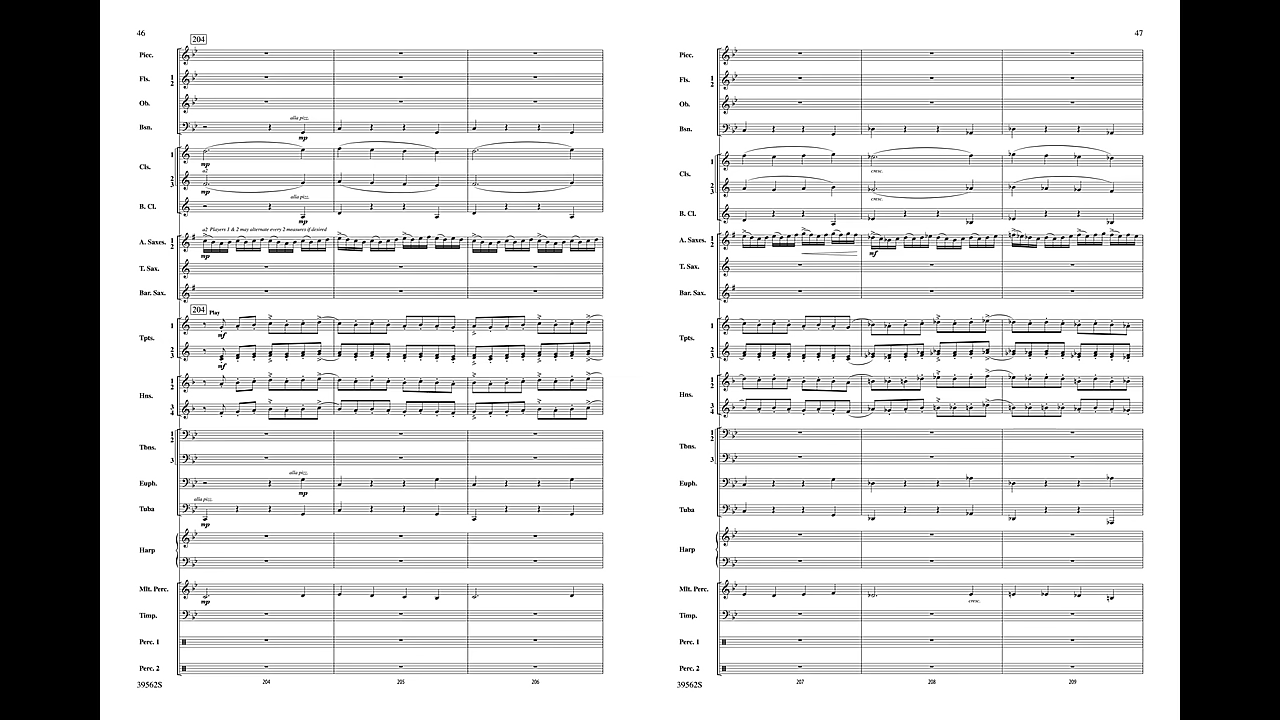 46
204
Picc.
Fls. 1 2
Ob.
alla pizz.
Bsn.
mp
1
Cls.
mp
a2
2 3
mp
alla pizz.
B. Cl.
mp
a2 Players 1 & 2 may alternate every 2 measures if desired
A. Saxes. 1 2
mp
T. Sax.
Bar. Sax.
204 Play
1
mf
Tpts.
2 3
mf
1 2
Hns.
3 4
1 2
Tbns.
3
alla pizz.
Euph.
mp
alla pizz.
Tuba
mp
Harp
Mlt. Perc.
mp
Timp.
Perc. 1
Perc. 2
39562S
204 205 206
47
Picc.
Fls. 1 2
Ob.
Bsn.
1
cresc.
Cls.
2 3
cresc.
B. Cl.
A. Saxes. 1 2
mf
T. Sax.
Bar. Sax.
1
Tpts.
2 3
1 2
Hns.
3 4
1 2
Tbns.
3
Euph.
Tuba
Harp
Mlt. Perc.
cresc.
Timp.
Perc. 1
Perc. 2
39562S
207 208 209